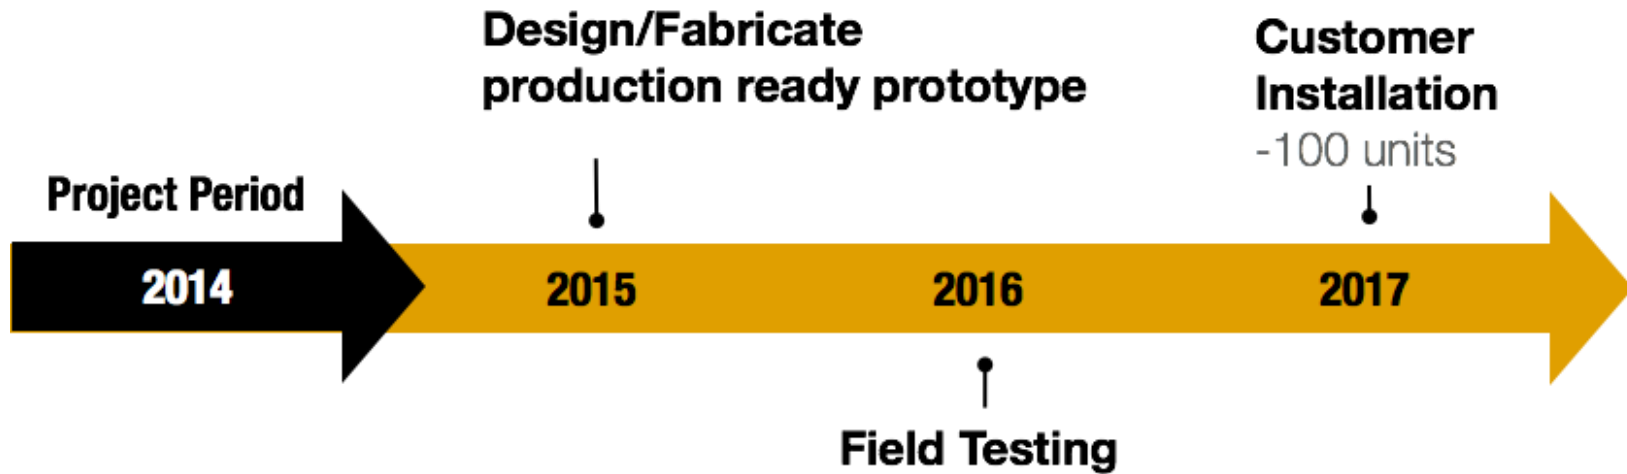 Design/Fabricate
production ready prototype
Customer
Installation
-100 units
Project Period
2014
2015
2016
2017
Field Testing